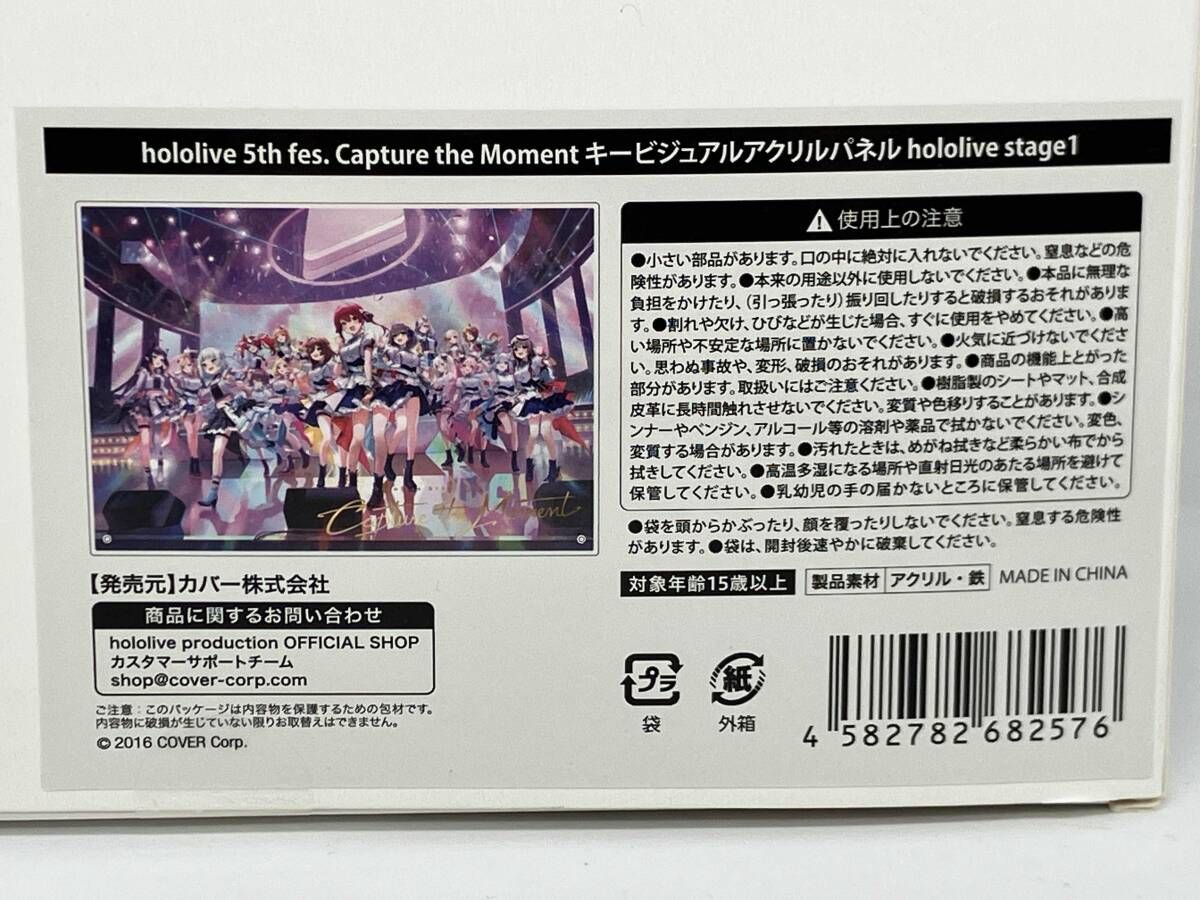 hololive 5th fes. Capture the Moment キービジュアルアクリルパネル hololive stage1
Capture the Moment
【発売元】カバー株式会社
商品に関するお問い合わせ
hololive production OFFICIAL SHOP
カスタマーサポートチーム
shop@cover-corp.com
ご注意：このパッケージは内容物を保護するための包材です。
内容物に破損が生じていない限りお取替えはできません。
© 2016 COVER Corp.
使用上の注意
●小さい部品があります。口の中に絶対に入れないでください。窒息などの危
険性があります。●本来の用途以外に使用しないでください。●本品に無理な
負担をかけたり、（引っ張ったり）振り回したりすると破損するおそれがありま
す。●割れや欠け、ひびなどが生じた場合、すぐに使用をやめてください。●高
い場所や不安定な場所に置かないでください。●火気に近づけないでくださ
い。思わぬ事故や、変形、破損のおそれがあります。●商品の機能上とがった
部分があります。取扱いにはご注意ください。●樹脂製のシートやマット、合成
皮革に長時間触れさせないでください。変質や色移りすることがあります。●シ
ンナーやベンジン、アルコール等の溶剤や薬品で拭かないでください。変色、
変質する場合があります。●汚れたときは、めがね拭きなど柔らかい布でから
拭きしてください。●高温多湿になる場所や直射日光のあたる場所を避けて
保管してください。●乳幼児の手の届かないところに保管してください。
●袋を頭からかぶったり、顔を覆ったりしないでください。窒息する危険性
があります。●袋は、開封後速やかに破棄してください。
対象年齢15歳以上 製品素材 アクリル・鉄 MADE IN CHINA
プラ 紙
袋 外箱
4 582782 682576